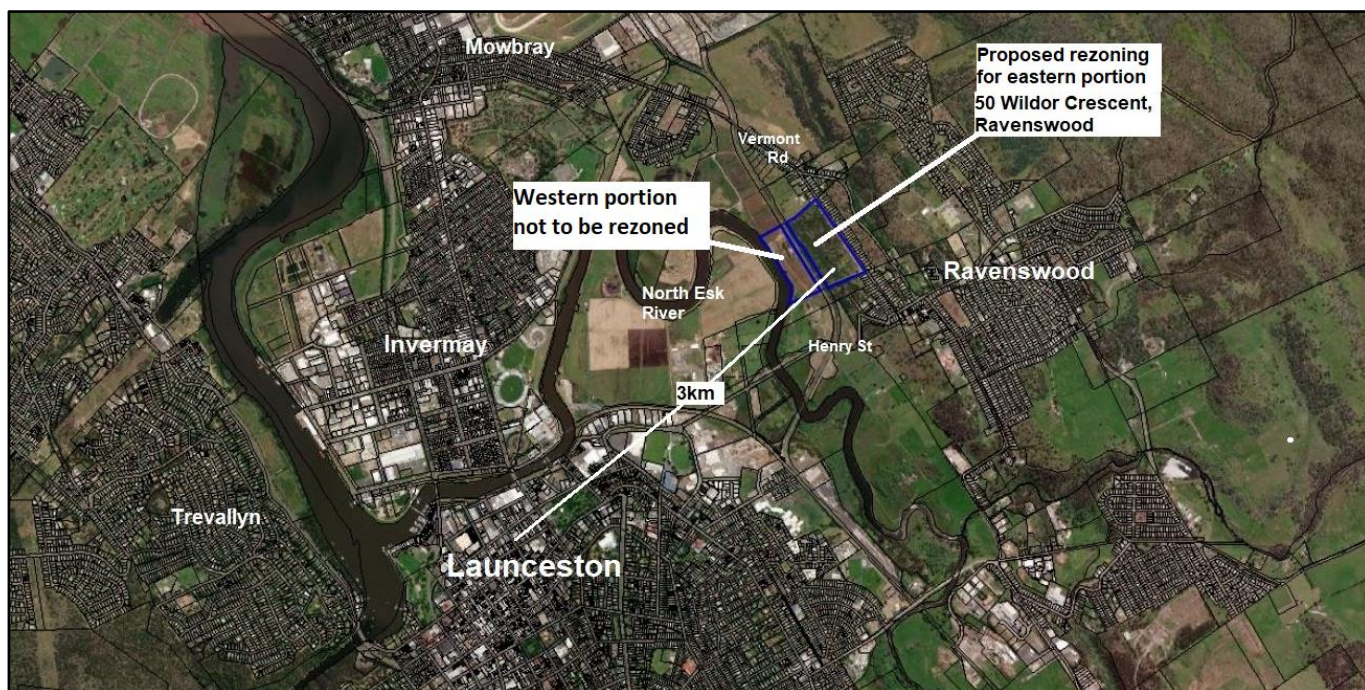 Mowbray
Proposed rezoning
for eastern portion
50 Wildor Crescent,
Ravenswood
Vermont
Rd
Western portion
not to be rezoned
Ravenswood
North Esk
River
Invermay
Henry St
3km
Trevallyn
Launceston